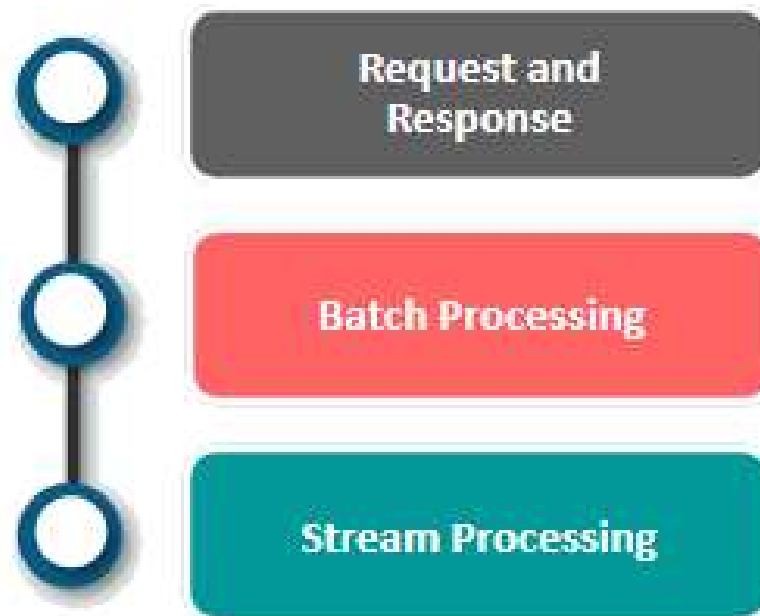 Request and
Response
Batch Processing
Stream Processing